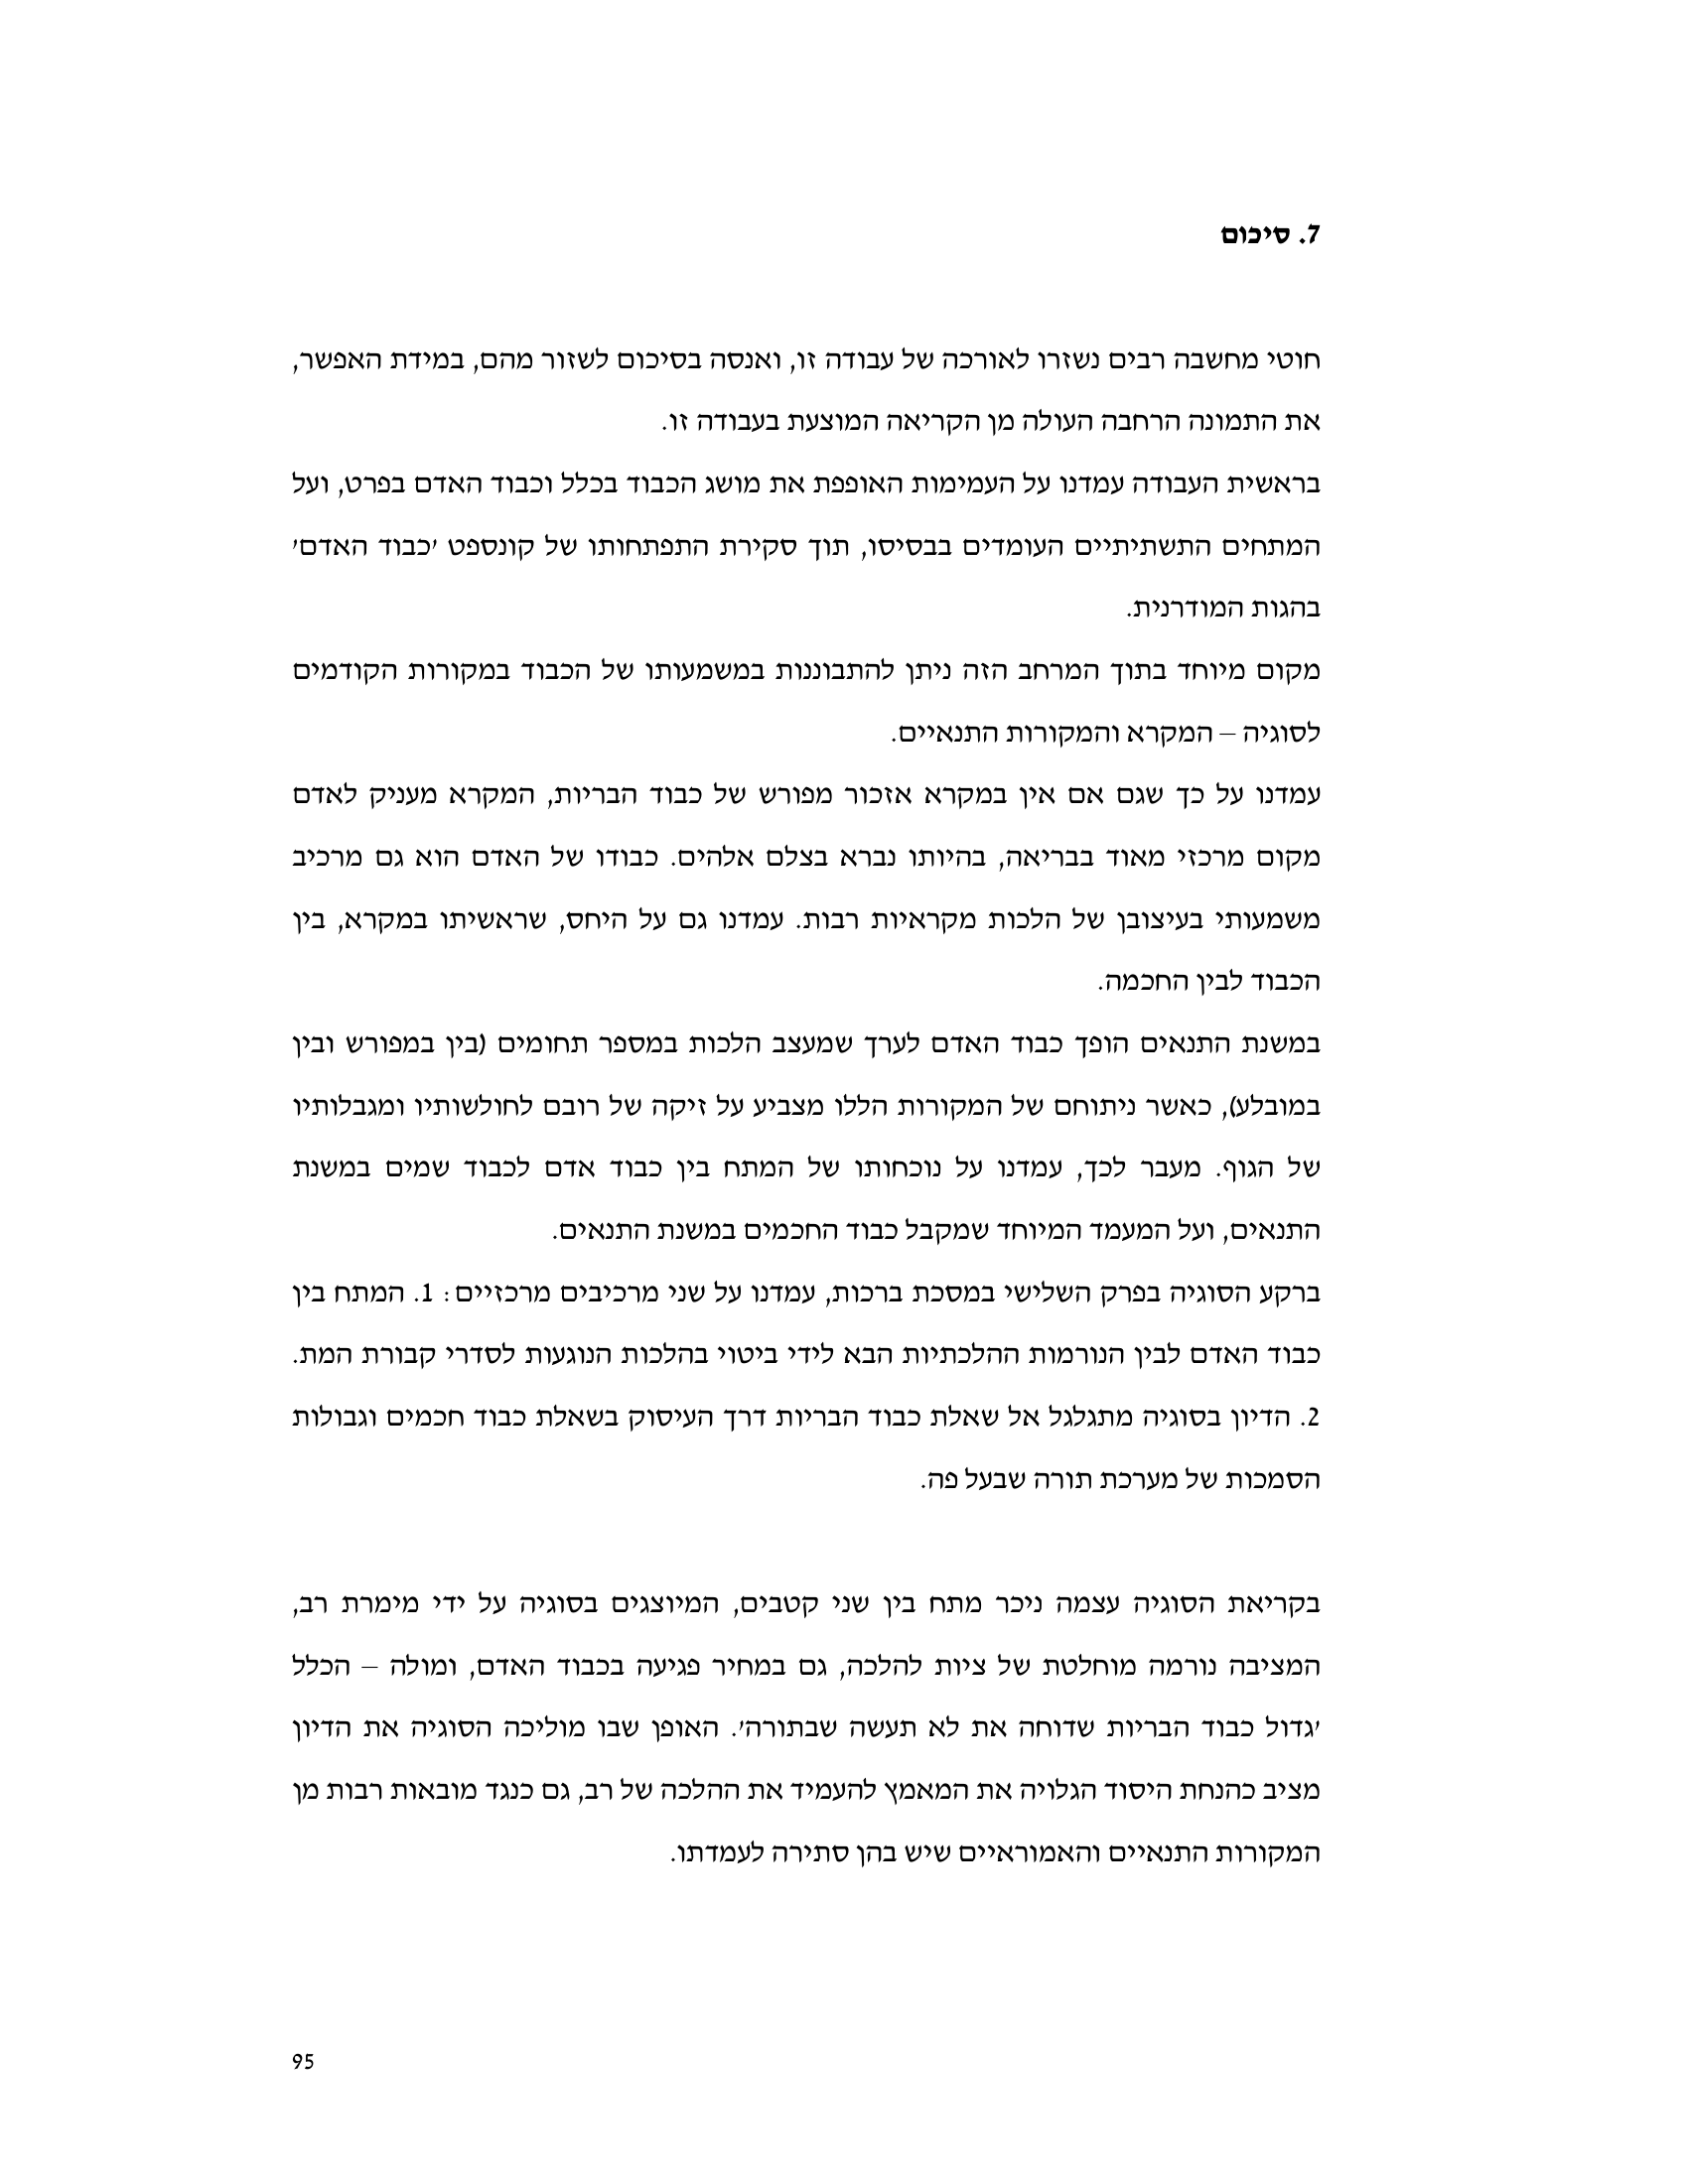 7. סיכום
חוטי מחשבה רבים נשזרו לאורכה של עבודה זו, ואנסה בסיכום לשזור מהם, במידת האפשר,
את התמונה הרחבה העולה מן הקריאה המוצעת בעבודה זו.
בראשית העבודה עמדנו על העמימות האופפת את מושג הכבוד בכלל וכבוד האדם בפרט, ועל
המתחים התשתיתיים העומדים בבסיסו, תוך סקירת התפתחותו של קונספט 'כבוד האדם'
בהגות המודרנית.
מקום מיוחד בתוך המרחב הזה ניתן להתבוננות במשמעותו של הכבוד במקורות הקודמים
לסוגיה – המקרא והמקורות התנאיים.
עמדנו על כך שגם אם אין במקרא אזכור מפורש של כבוד הבריות, המקרא מעניק לאדם
מקום מרכזי מאוד בבריאה, בהיותו נברא בצלם אלהים. כבודו של האדם הוא גם מרכיב
משמעותי בעיצובן של הלכות מקראיות רבות. עמדנו גם על היחס, שראשיתו במקרא, בין
הכבוד לבין החכמה.
במשנת התנאים הופך כבוד האדם לערך שמעצב הלכות במספר תחומים (בין במפורש ובין
במובלע), כאשר ניתוחם של המקורות הללו מצביע על זיקה של רובם לחולשותיו ומגבלותיו
של הגוף. מעבר לכך, עמדנו על נוכחותו של המתח בין כבוד אדם לכבוד שמים במשנת
התנאים, ועל המעמד המיוחד שמקבל כבוד החכמים במשנת התנאים.
ברקע הסוגיה בפרק השלישי במסכת ברכות, עמדנו על שני מרכיבים מרכזיים: 1. המתח בין
כבוד האדם לבין הנורמות ההלכתיות הבא לידי ביטוי בהלכות הנוגעות לסדרי קבורת המת.
2. הדיון בסוגיה מתגלגל אל שאלת כבוד הבריות דרך העיסוק בשאלת כבוד חכמים וגבולות
הסמכות של מערכת תורה שבעל פה.
בקריאת הסוגיה עצמה ניכר מתח בין שני קטבים, המיוצגים בסוגיה על ידי מימרת רב,
המציבה נורמה מוחלטת של ציות להלכה, גם במחיר פגיעה בכבוד האדם, ומולה – הכלל
'גדול כבוד הבריות שדוחה את לא תעשה שבתורה'. האופן שבו מוליכה הסוגיה את הדיון
מציב כהנחת היסוד הגלויה את המאמץ להעמיד את ההלכה של רב, גם כנגד מובאות רבות מן
המקורות התנאיים והאמוראיים שיש בהן סתירה לעמדתו.
95